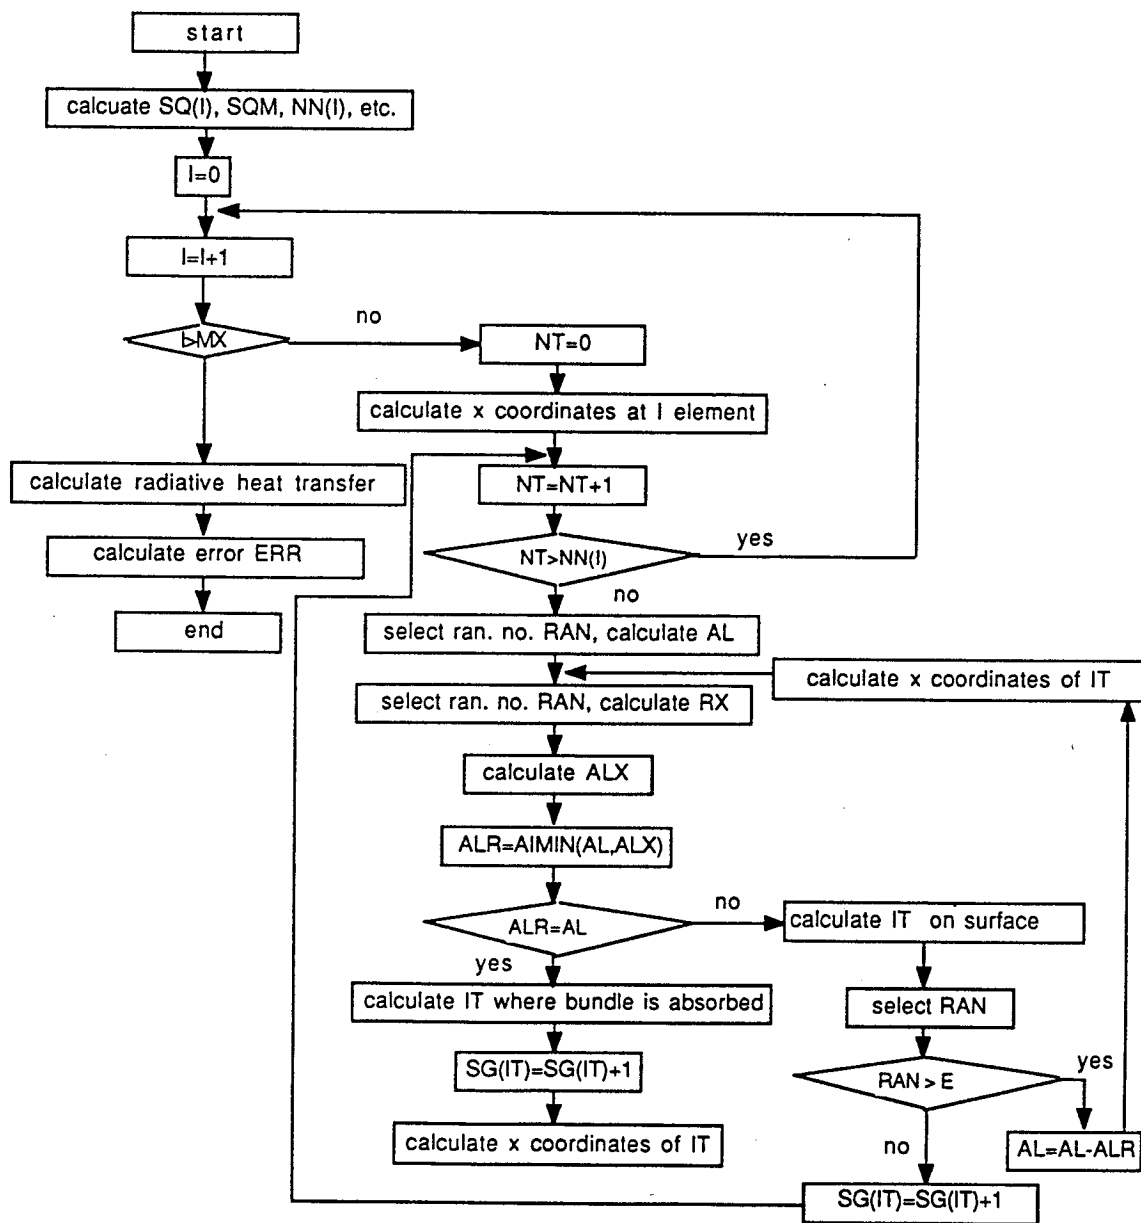 start
calcuate SQ(I), SQM, NN(I), etc.
I=0
I=I+1
I>MX
no
NT=0
calculate x coordinates at I element
calculate radiative heat transfer
NT=NT+1
calculate error ERR
NT>NN(I)
yes
no
end
select ran. no. RAN, calculate AL
calculate x coordinates of IT
select ran. no. RAN, calculate RX
calculate ALX
ALR=AIMIN(AL,ALX)
ALR=AL
no
calculate IT on surface
yes
calculate IT where bundle is absorbed
select RAN
SG(IT)=SG(IT)+1
RAN > E
yes
calculate x coordinates of IT
no
AL=AL-ALR
SG(IT)=SG(IT)+1